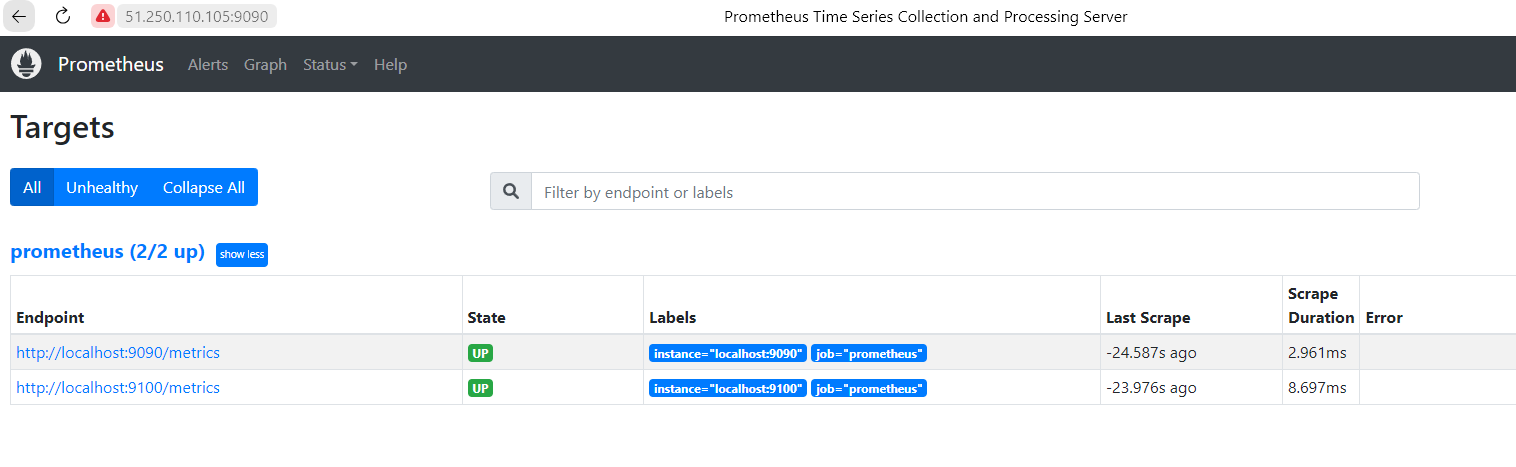 51.250.110.105:9090 Prometheus Time Series Collection and Processing Server
Prometheus Alerts Graph Status Help
Targets
All Unhealthy Collapse All Filter by endpoint or labels
prometheus (2/2 up) show less
Endpoint State Labels Last Scrape Scrape Duration Error
http://localhost:9090/metrics UP instance="localhost:9090" job="prometheus" -24.587s ago 2.961ms
http://localhost:9100/metrics UP instance="localhost:9100" job="prometheus" -23.976s ago 8.697ms